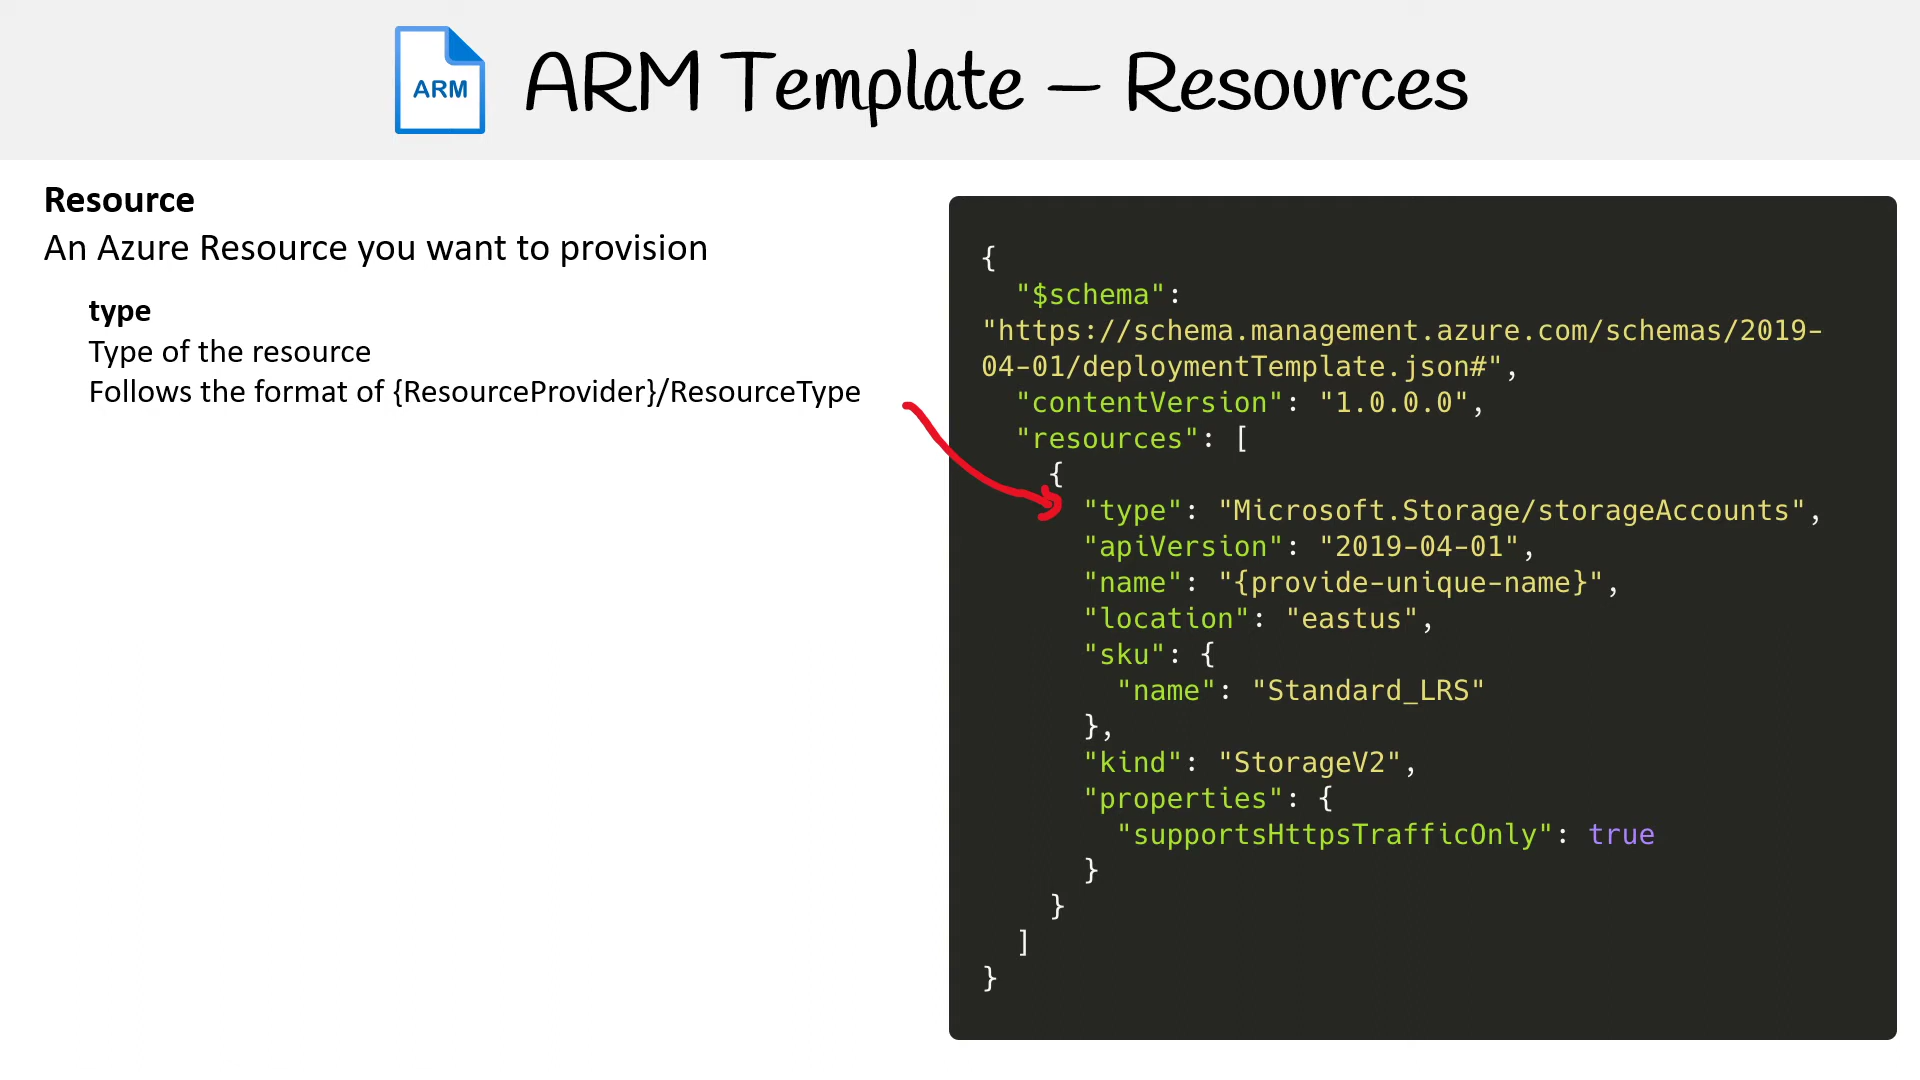 ARM
ARM Template – Resources
Resource
An Azure Resource you want to provision
type
Type of the resource
Follows the format of {ResourceProvider}/ResourceType
{
  "$schema":
"https://schema.management.azure.com/schemas/2019-
04-01/deploymentTemplate.json#",
  "contentVersion": "1.0.0.0",
  "resources": [
    {
      "type": "Microsoft.Storage/storageAccounts",
      "apiVersion": "2019-04-01",
      "name": "{provide-unique-name}",
      "location": "eastus",
      "sku": {
        "name": "Standard_LRS"
      },
      "kind": "StorageV2",
      "properties": {
        "supportsHttpsTrafficOnly": true
      }
    }
  ]
}